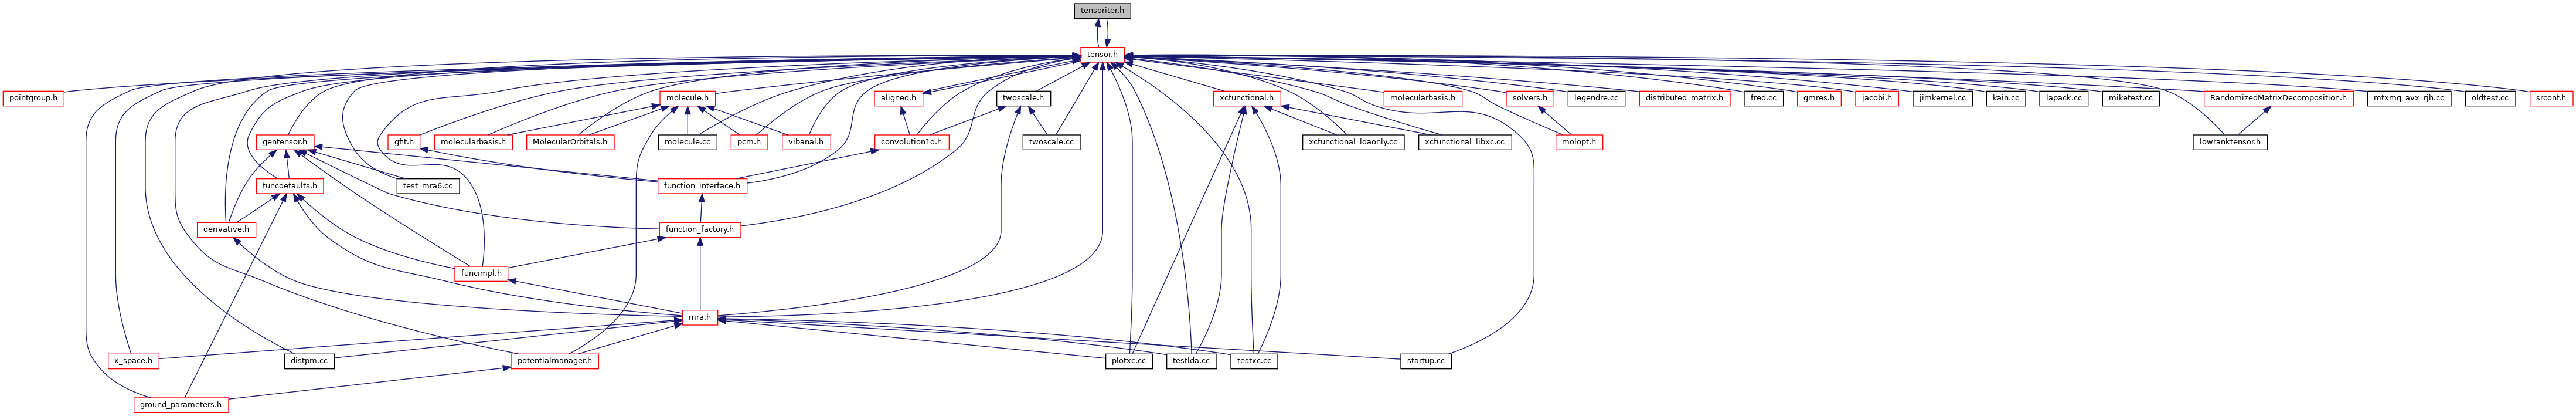 tensoriter.h
tensor.h
pointgroup.h
molecule.h
aligned.h
twoscale.h
xcfunctional.h
molecularbasis.h
solvers.h
legendre.cc
distributed_matrix.h
fred.cc
gmres.h
jacobi.h
jimkernel.cc
kain.cc
lapack.cc
miketest.cc
RandomizedMatrixDecomposition.h
mtxmq_avx_rjh.cc
oldtest.cc
srconf.h
gentensor.h
gfit.h
molecularbasis.h
MolecularOrbitals.h
molecule.cc
pcm.h
vibanal.h
convolution1d.h
twoscale.cc
xcfunctional_ldaonly.cc
xcfunctional_libxc.cc
molopt.h
lowranktensor.h
funcdefaults.h
test_mra6.cc
function_interface.h
derivative.h
function_factory.h
funcimpl.h
mra.h
x_space.h
distpm.cc
potentialmanager.h
plotxc.cc
testlda.cc
testxc.cc
startup.cc
ground_parameters.h